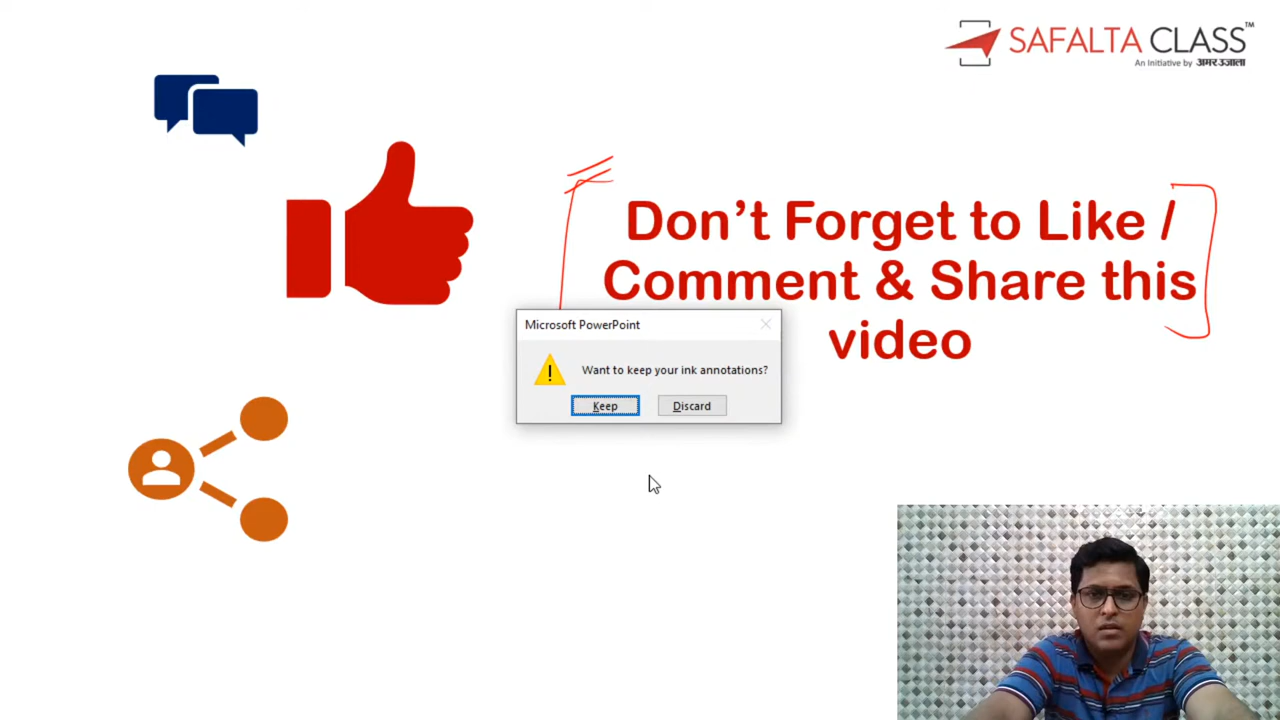 SAFALTA CLASS™
An Initiative by अमर उजाला
Don’t Forget to Like /
Comment & Share this
video
Microsoft PowerPoint
Want to keep your ink annotations?
Keep
Discard